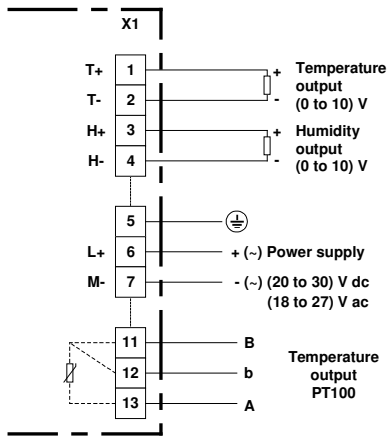 X1
T+ 1 + Temperature
output
T- 2 - (0 to 10) V
H+ 3 + Humidity
output
H- 4 - (0 to 10) V
5
L+ 6 + (~) Power supply
M- 7 - (~) (20 to 30) V dc
(18 to 27) V ac
11 B
12 b
13 A
Temperature
output
PT100